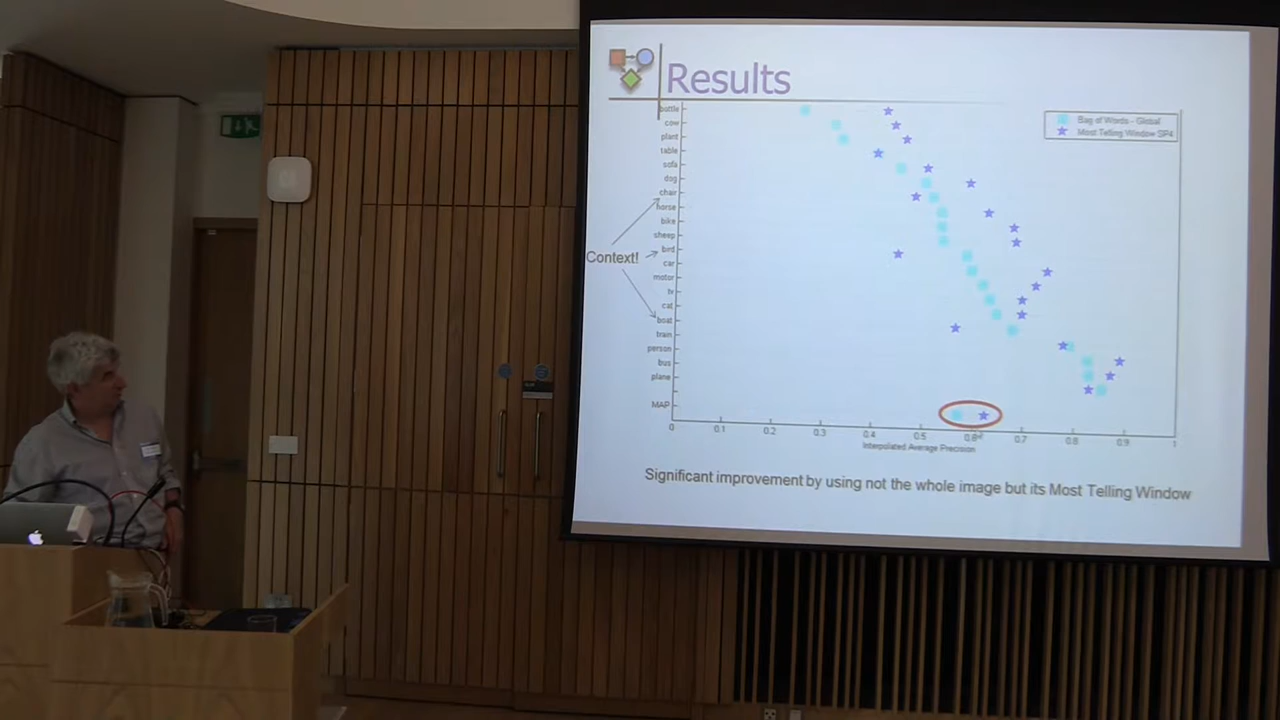 Results
Bag of Words - Global
Most Telling Window SP4
bottle
cow
plant
table
sofa
dog
chair
horse
bike
sheep
bird
Context!
car
motor
tv
cat
boat
train
person
bus
plane
MAP
0 0.1 0.2 0.3 0.4 0.5 0.6 0.7 0.8 0.9 1
Interpolated Average Precision
Significant improvement by using not the whole image but its Most Telling Window